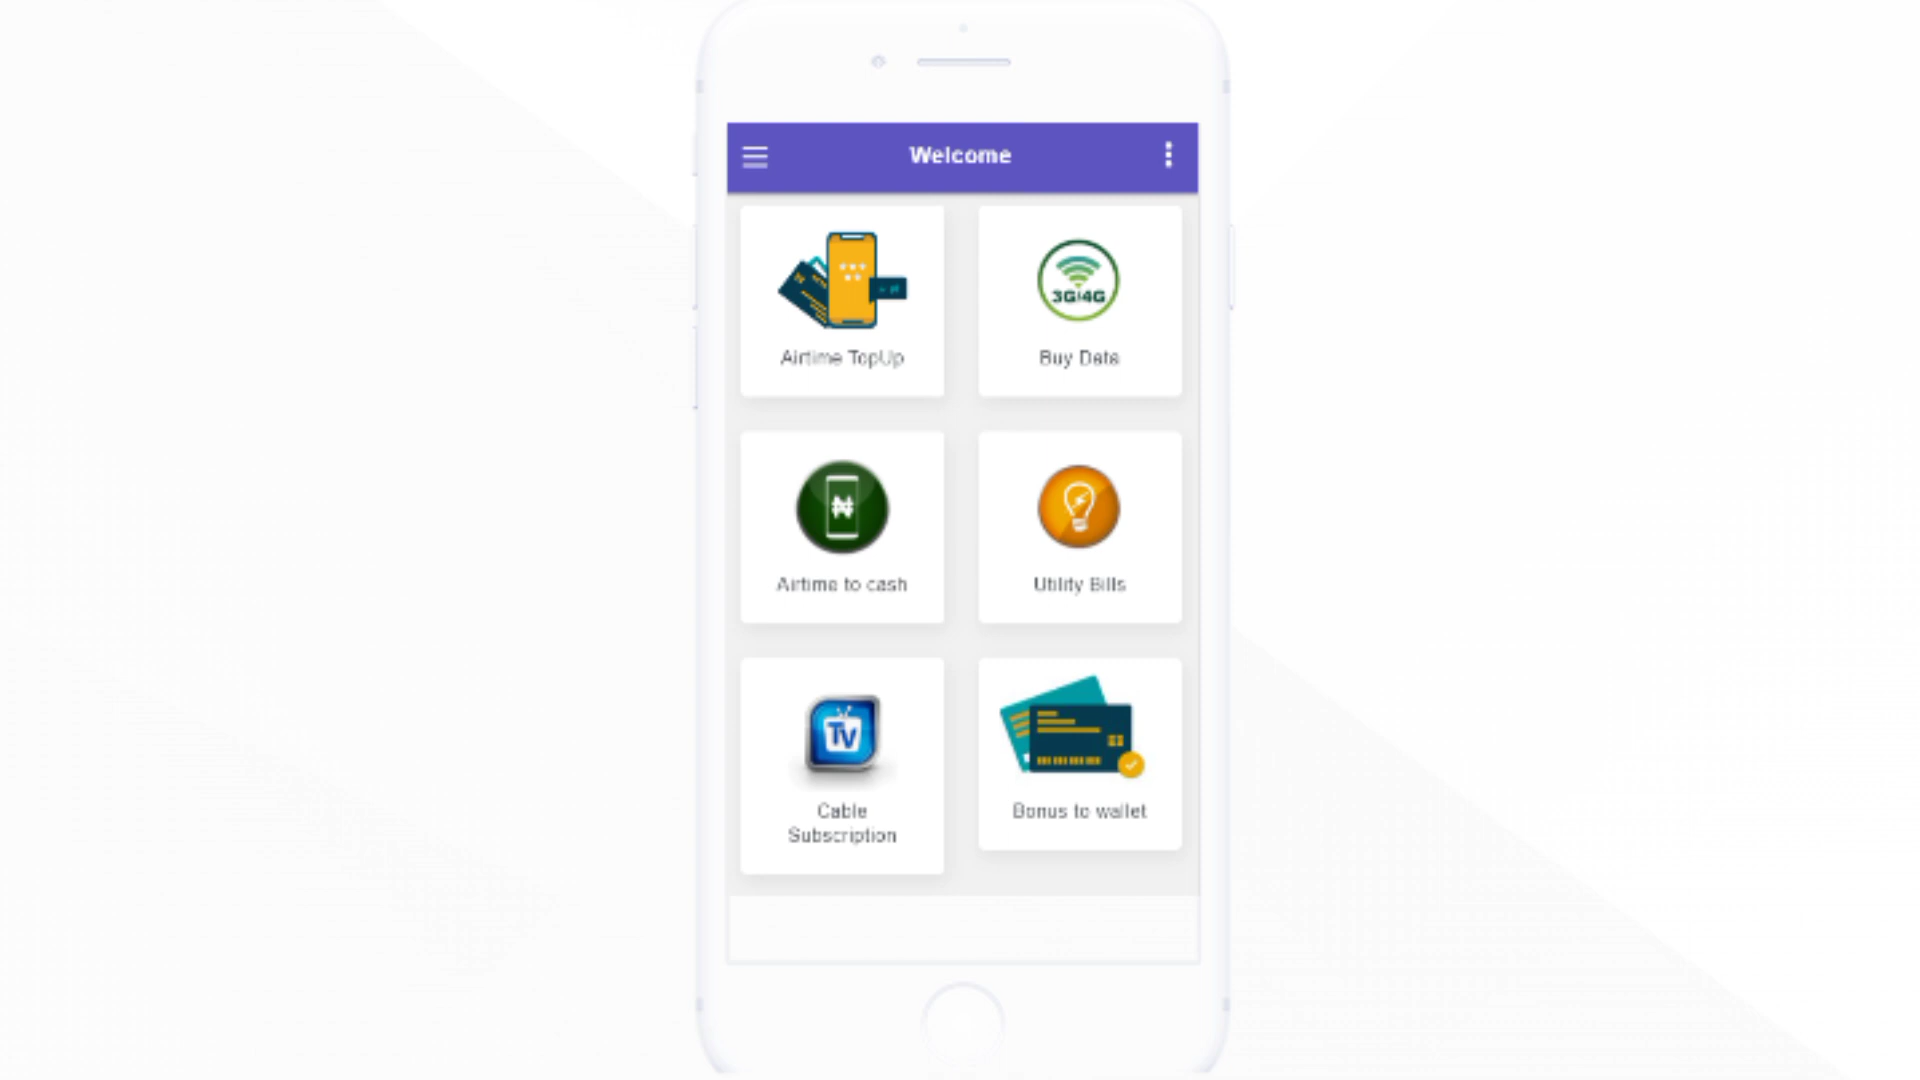 Welcome
Airtime TopUp
Buy Data
3G/4G
Airtime to cash
Utility Bills
TV
Cable
Subscription
Bonus to wallet